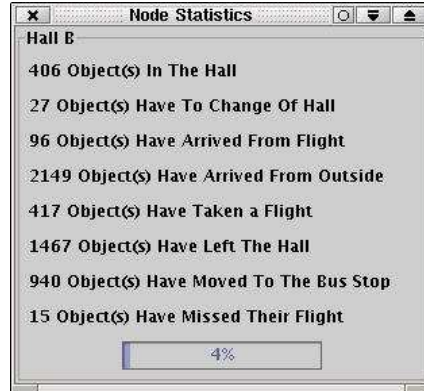 Node Statistics
Hall B
406 Object(s) In The Hall
27 Object(s) Have To Change Of Hall
96 Object(s) Have Arrived From Flight
2149 Object(s) Have Arrived From Outside
417 Object(s) Have Taken a Flight
1467 Object(s) Have Left The Hall
940 Object(s) Have Moved To The Bus Stop
15 Object(s) Have Missed Their Flight
4%